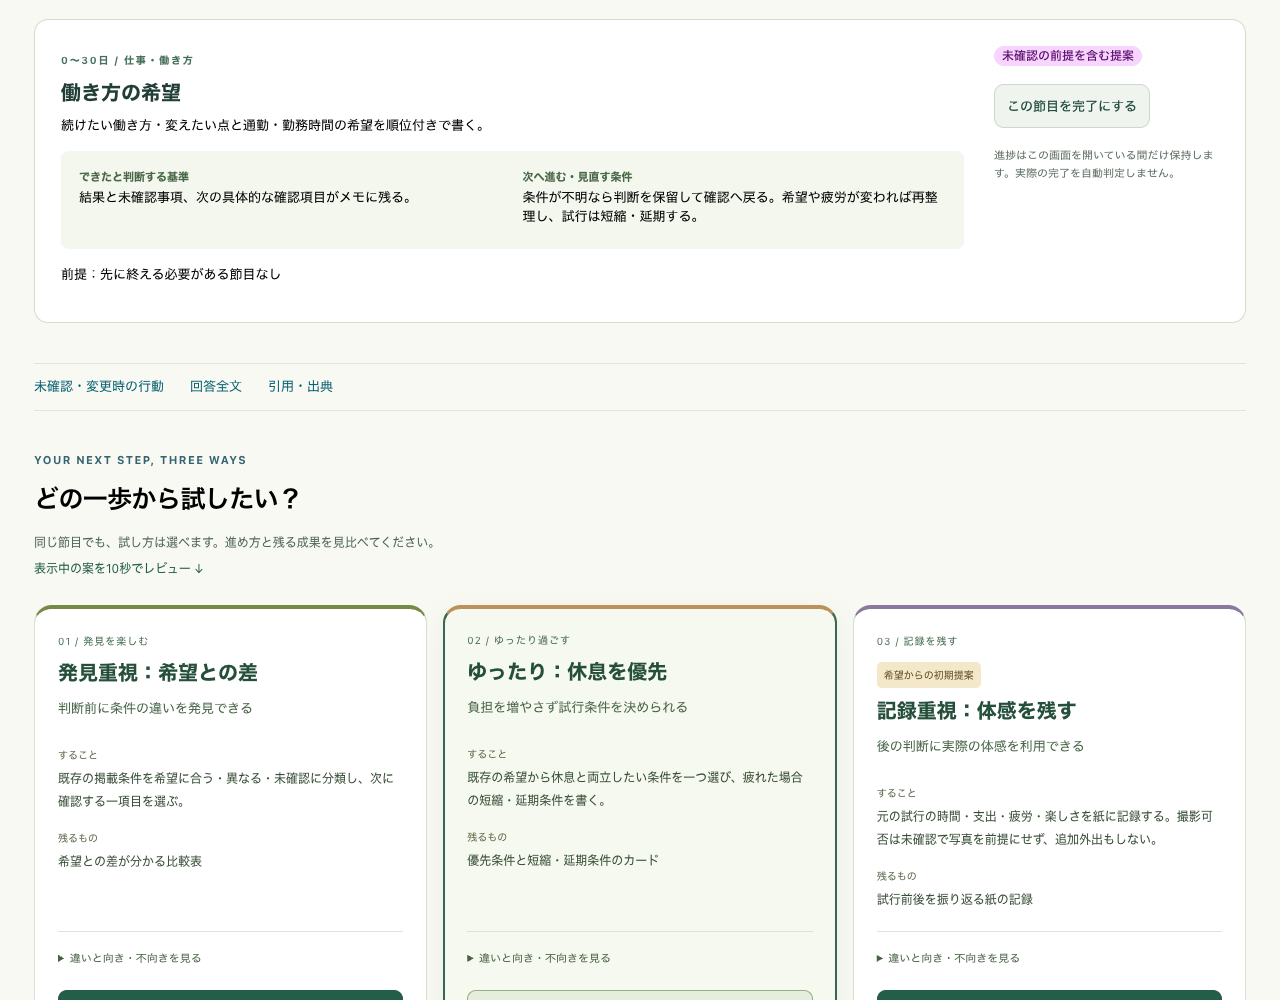 0〜30日 / 仕事・働き方
働き方の希望
続けたい働き方・変えたい点と通勤・勤務時間の希望を順位付きで書く。
できたと判断する基準
結果と未確認事項、次の具体的な確認項目がメモに残る。
次へ進む・見直す条件
条件が不明なら判断を保留して確認へ戻る。希望や疲労が変われば再整
理し、試行は短縮・延期する。
前提：先に終える必要がある節目なし
未確認の前提を含む提案
この節目を完了にする
進捗はこの画面を開いている間だけ保持しま
す。実際の完了を自動判定しません。
未確認・変更時の行動
回答全文
引用・出典
YOUR NEXT STEP, THREE WAYS
どの一歩から試したい？
同じ節目でも、試し方は選べます。進め方と残る成果を見比べてください。
表示中の案を10秒でレビュー ↓
01 / 発見を楽しむ
発見重視：希望との差
判断前に条件の違いを発見できる
すること
既存の掲載条件を希望に合う・異なる・未確認に分類し、次に
確認する一項目を選ぶ。
残るもの
希望との差が分かる比較表
▶ 違いと向き・不向きを見る
02 / ゆったり過ごす
ゆったり：休息を優先
負担を増やさず試行条件を決められる
すること
既存の希望から休息と両立したい条件を一つ選び、疲れた場合
の短縮・延期条件を書く。
残るもの
優先条件と短縮・延期条件のカード
▶ 違いと向き・不向きを見る
03 / 記録を残す
希望からの初期提案
記録重視：体感を残す
後の判断に実際の体感を利用できる
すること
元の試行の時間・支出・疲労・楽しさを紙に記録する。撮影可
否は未確認で写真を前提にせず、追加外出もしない。
残るもの
試行前後を振り返る紙の記録
▶ 違いと向き・不向きを見る